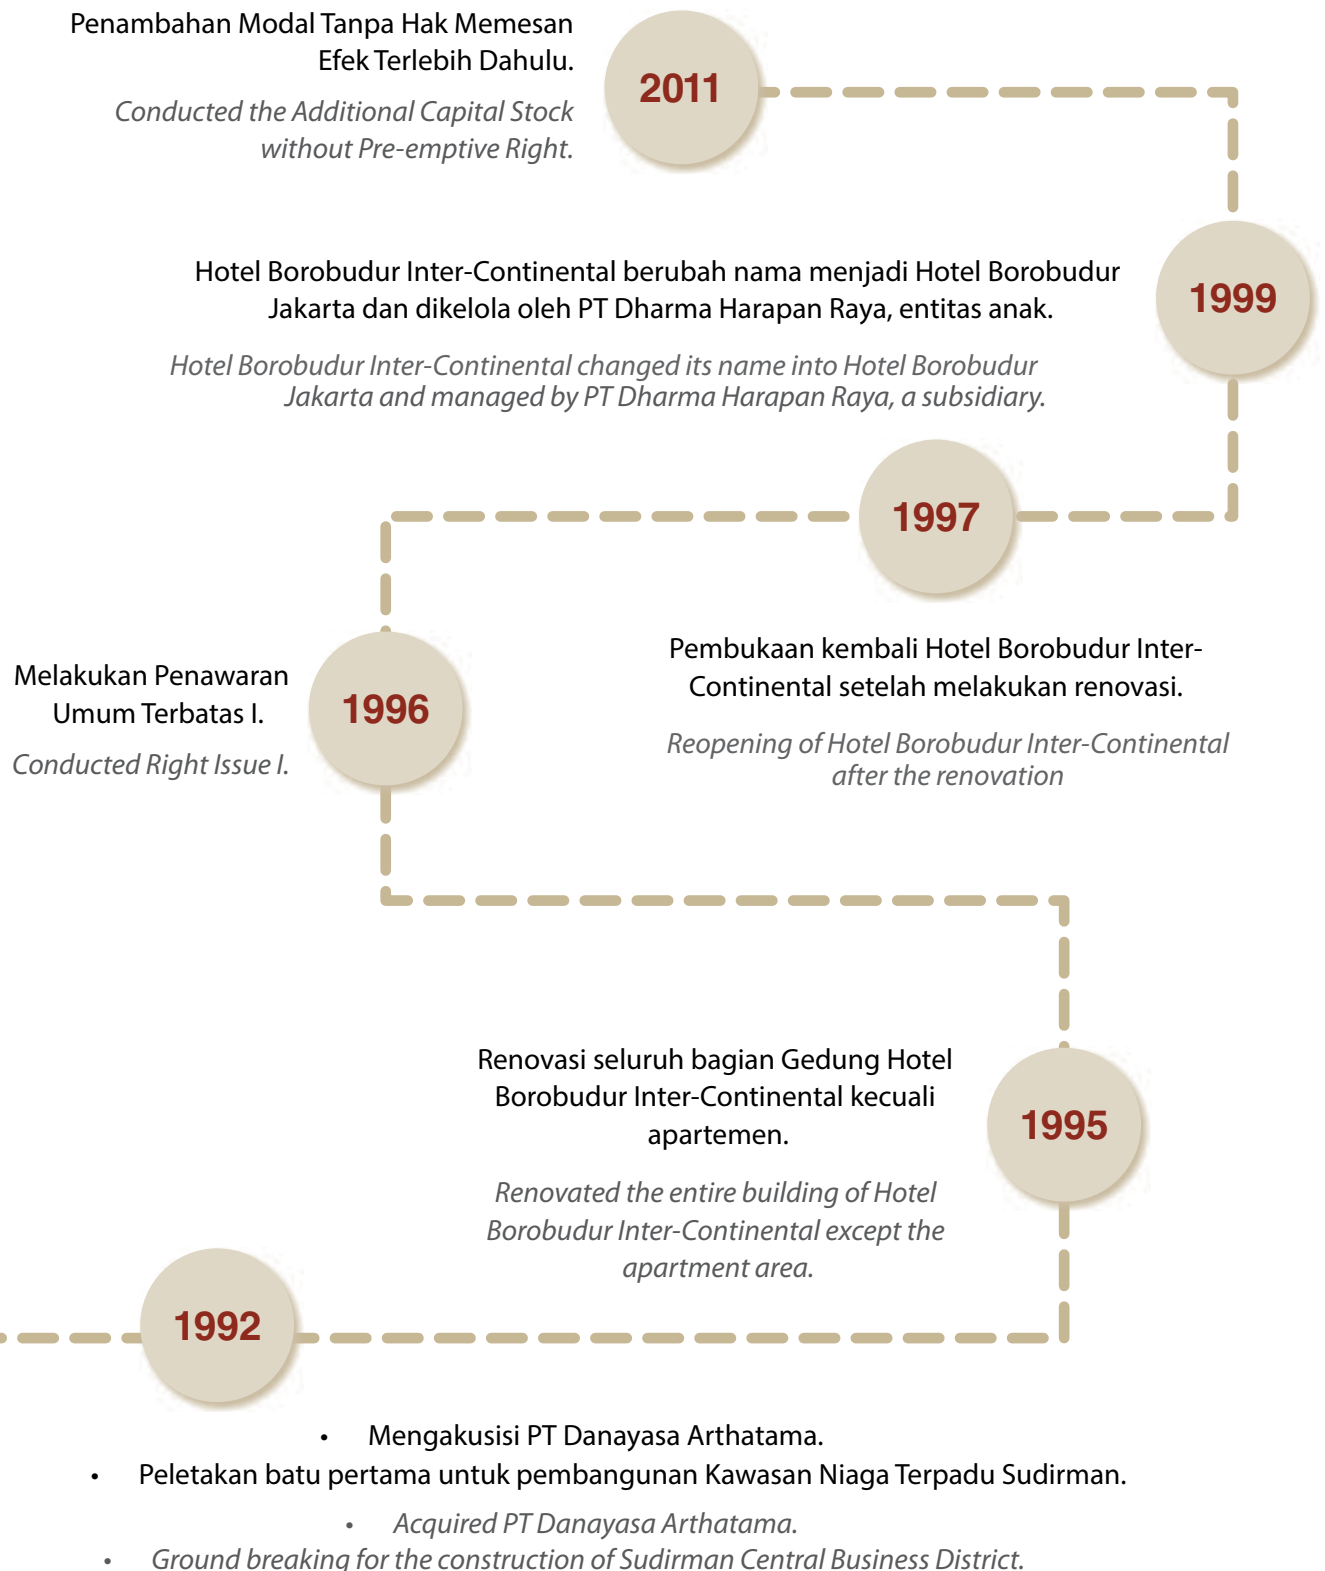 Penambahan Modal Tanpa Hak Memesan
Efek Terlebih Dahulu.
Conducted the Additional Capital Stock
without Pre-emptive Right.
2011
Hotel Borobudur Inter-Continental berubah nama menjadi Hotel Borobudur
Jakarta dan dikelola oleh PT Dharma Harapan Raya, entitas anak.
Hotel Borobudur Inter-Continental changed its name into Hotel Borobudur
Jakarta and managed by PT Dharma Harapan Raya, a subsidiary.
1999
1997
Pembukaan kembali Hotel Borobudur Inter-
Continental setelah melakukan renovasi.
Reopening of Hotel Borobudur Inter-Continental
after the renovation
Melakukan Penawaran
Umum Terbatas I.
Conducted Right Issue I.
1996
Renovasi seluruh bagian Gedung Hotel
Borobudur Inter-Continental kecuali
apartemen.
Renovated the entire building of Hotel
Borobudur Inter-Continental except the
apartment area.
1995
1992
• Mengakusisi PT Danayasa Arthatama.
• Peletakan batu pertama untuk pembangunan Kawasan Niaga Terpadu Sudirman.
• Acquired PT Danayasa Arthatama.
• Ground breaking for the construction of Sudirman Central Business District.